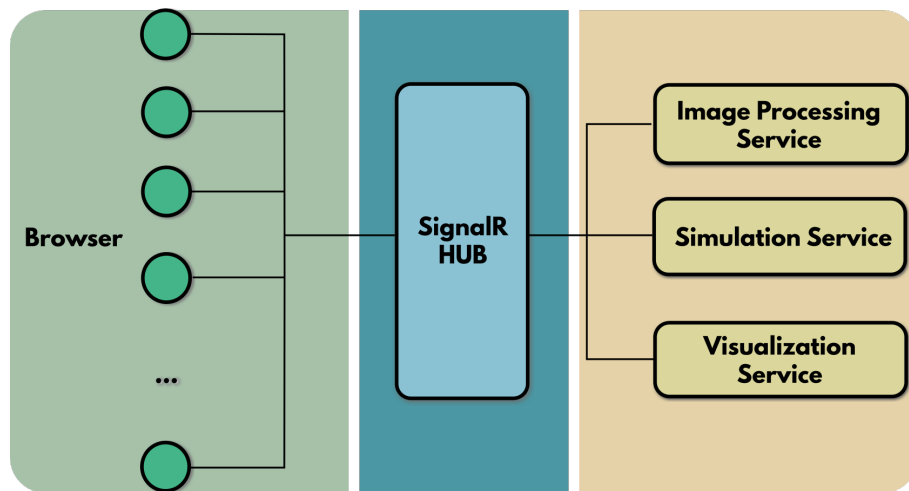 Browser
...
SignalR
HUB
Image Processing
Service
Simulation Service
Visualization
Service